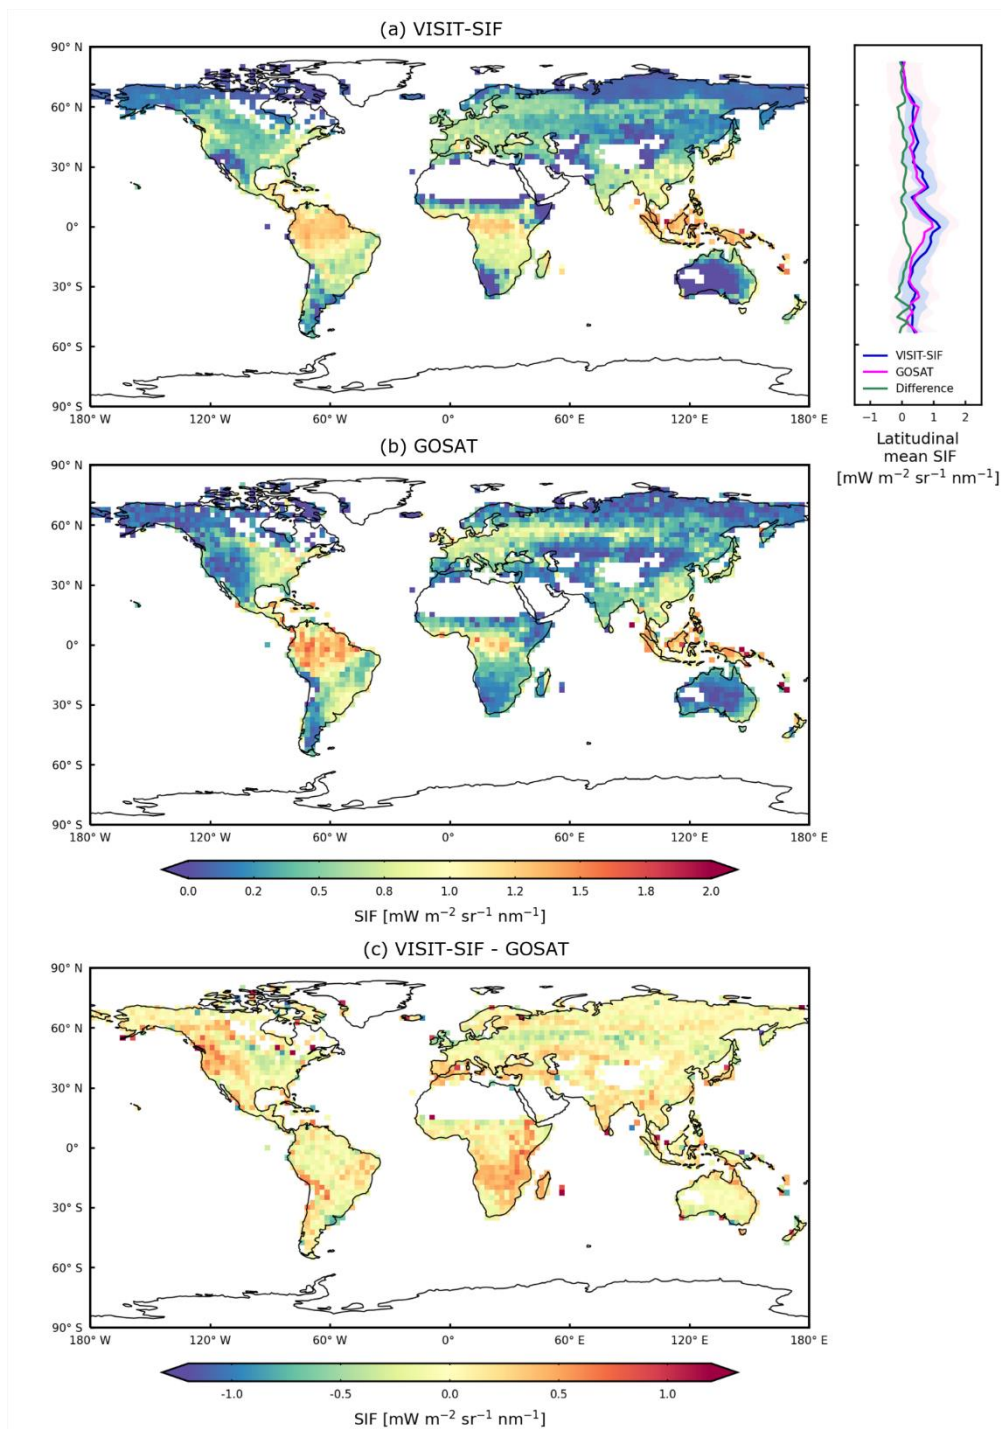 (a) VISIT-SIF
90° N
60° N
30° N
0°
30° S
60° S
90° S
180° W 120° W 60° W 0° 60° E 120° E 180° E
VISIT-SIF
GOSAT
Difference
−1 0 1 2
Latitudinal
mean SIF
[mW m⁻² sr⁻¹ nm⁻¹]
(b) GOSAT
90° N
60° N
30° N
0°
30° S
60° S
90° S
180° W 120° W 60° W 0° 60° E 120° E 180° E
0.0 0.2 0.5 0.8 1.0 1.2 1.5 1.8 2.0
SIF [mW m⁻² sr⁻¹ nm⁻¹]
(c) VISIT-SIF - GOSAT
90° N
60° N
30° N
0°
30° S
60° S
90° S
180° W 120° W 60° W 0° 60° E 120° E 180° E
-1.0 -0.5 0.0 0.5 1.0
SIF [mW m⁻² sr⁻¹ nm⁻¹]